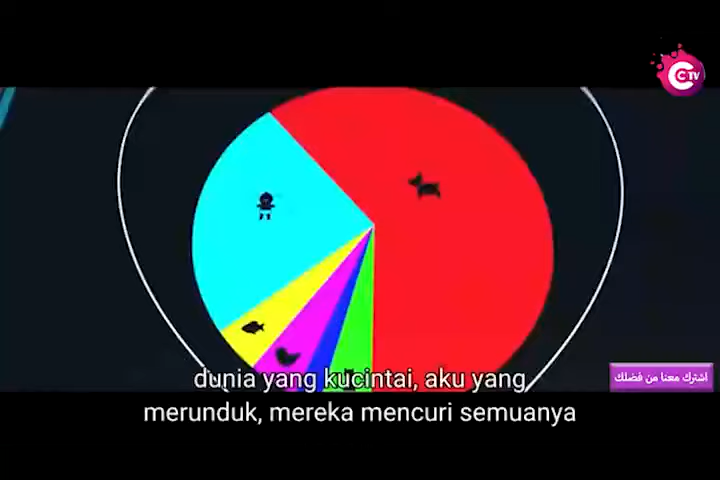 C TV
dunia yang kucintai, aku yang
merunduk, mereka mencuri semuanya
اشترك معنا من فضلك